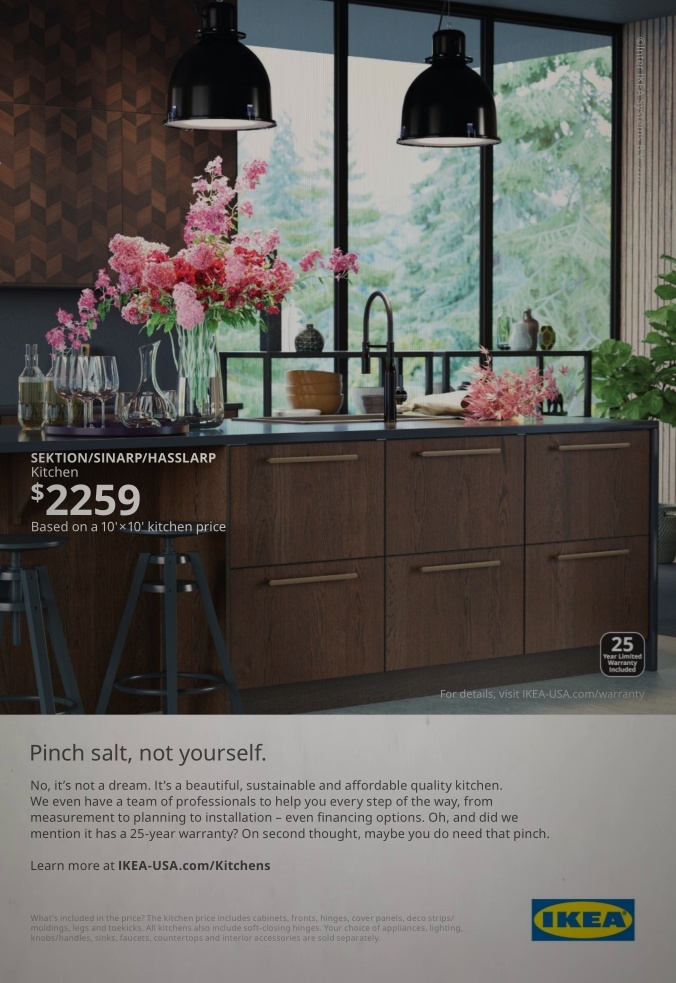 SEKTION/SINARP/HASSLARP
Kitchen
$2259
Based on a 10'×10' kitchen price
25
Year Limited
Warranty
Included
For details, visit IKEA-USA.com/warranty
Pinch salt, not yourself.
No, it's not a dream. It's a beautiful, sustainable and affordable quality kitchen.
We even have a team of professionals to help you every step of the way, from
measurement to planning to installation – even financing options. Oh, and did we
mention it has a 25-year warranty? On second thought, maybe you do need that pinch.
Learn more at IKEA-USA.com/Kitchens
What's included in the price? The kitchen price includes cabinets, fronts, hinges, cover panels, deco strips/
moldings, legs and toekicks. All kitchens also include soft-closing hinges. Your choice of appliances, lighting,
knobs/handles, sinks, faucets, countertops and interior accessories are sold separately.
IKEA